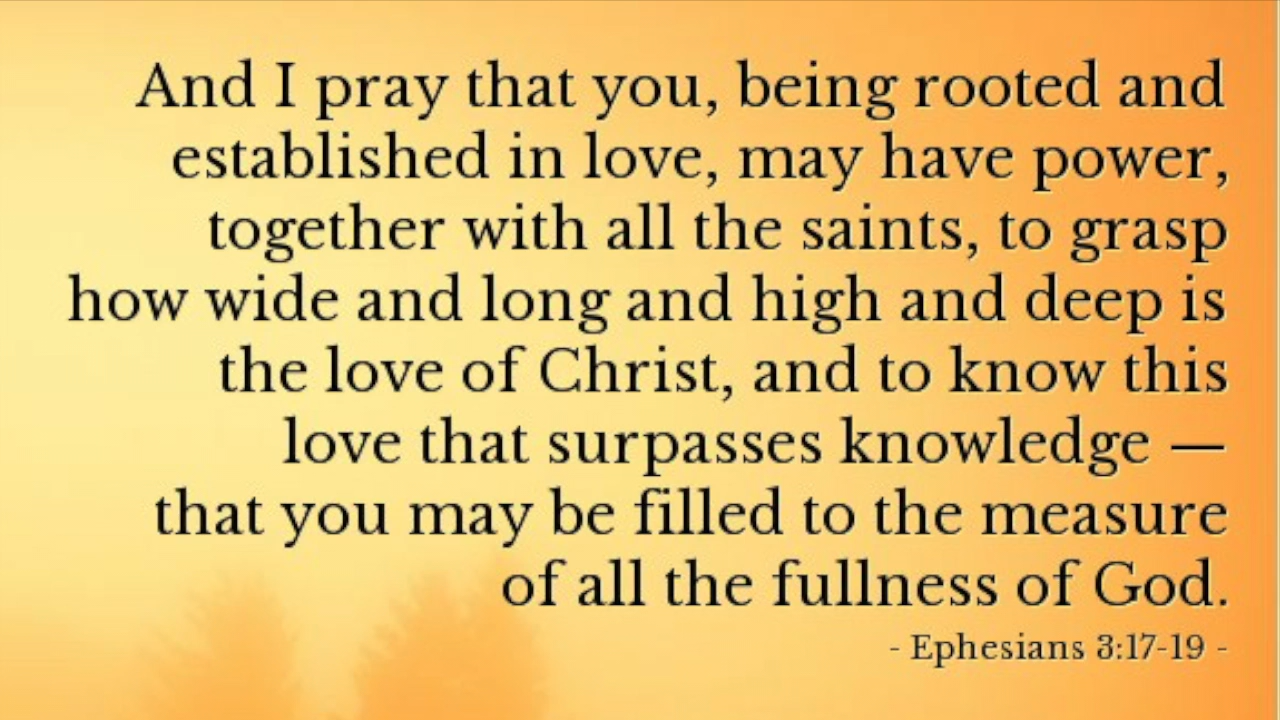 And I pray that you, being rooted and
established in love, may have power,
together with all the saints, to grasp
how wide and long and high and deep is
the love of Christ, and to know this
love that surpasses knowledge —
that you may be filled to the measure
of all the fullness of God.
- Ephesians 3:17-19 -